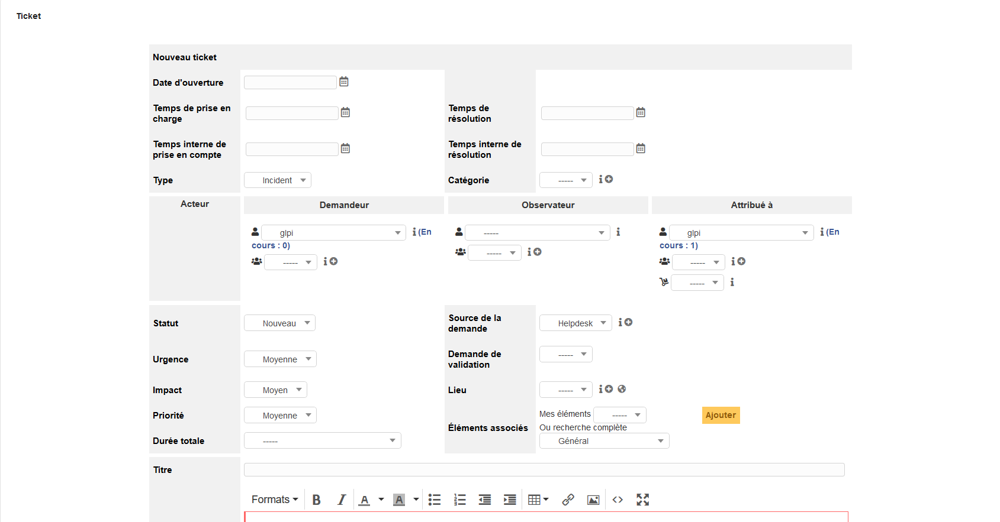 Ticket
Nouveau ticket
Date d'ouverture
Temps de prise en charge
Temps de résolution
Temps interne de prise en compte
Temps interne de résolution
Type
Incident
Catégorie
-----
Acteur
Demandeur
Observateur
Attribué à
glpi
(En cours : 0)
-----
-----
-----
glpi
(En cours : 1)
-----
-----
Statut
Nouveau
Source de la demande
Helpdesk
Urgence
Moyenne
Demande de validation
-----
Impact
Moyen
Lieu
-----
Priorité
Moyenne
Éléments associés
Mes éléments
-----
Ajouter
Ou recherche complète
Général
Durée totale
-----
Titre
Formats
B
I
A
A